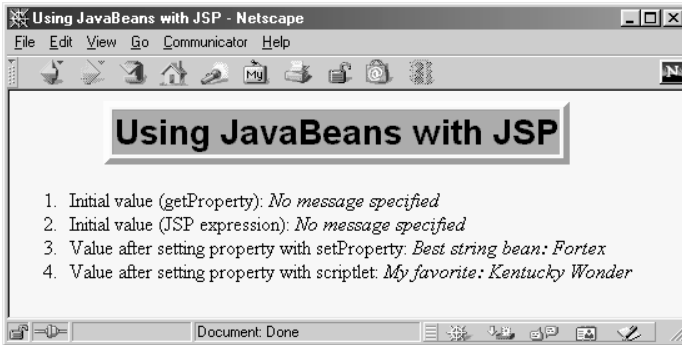 Using JavaBeans with JSP - Netscape
File Edit View Go Communicator Help
My
N
Using JavaBeans with JSP
1. Initial value (getProperty): No message specified
2. Initial value (JSP expression): No message specified
3. Value after setting property with setProperty: Best string bean: Fortex
4. Value after setting property with scriptlet: My favorite: Kentucky Wonder
Document: Done